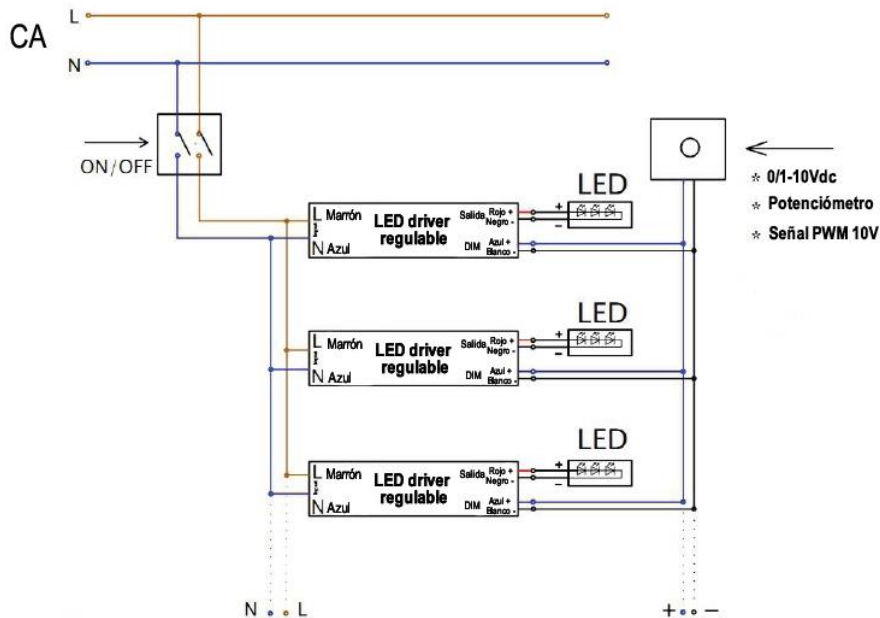 CA
L
N
ON/OFF
* 0/1-10Vdc
* Potenciómetro
* Señal PWM 10V
LED
L Marrón
N Azul
LED driver
regulable
Salida Rojo +
Negro -
DIM Azul +
Blanco -
+
-
LED
L Marrón
N Azul
LED driver
regulable
Salida Rojo +
Negro -
DIM Azul +
Blanco -
+
-
LED
L Marrón
N Azul
LED driver
regulable
Salida Rojo +
Negro -
DIM Azul +
Blanco -
+
-
N L
+ -